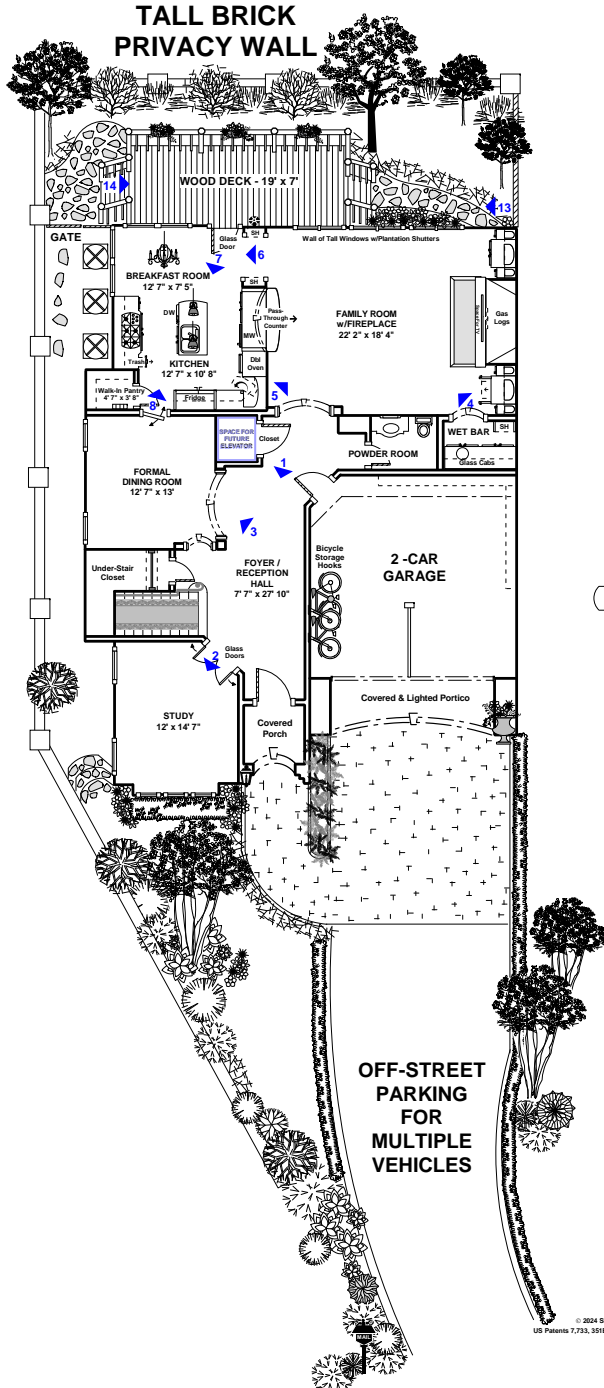 TALL BRICK
PRIVACY WALL
WOOD DECK - 19' x 7'
14
13
GATE
Glass
Door
SH
Wall of Tall Windows w/Plantation Shutters
7
6
BREAKFAST ROOM
12' 7" x 7' 5"
SH
DW
Pass-
Through
Counter
MW
FAMILY ROOM
w/FIREPLACE
22' 2" x 18' 4"
Gas
Logs
Trash
KITCHEN
12' 7" x 10' 8"
Dbl
Oven
Walk-In Pantry
4' 7" x 3' 8"
8
Fridge
5
4
SPACE FOR
FUTURE
ELEVATOR
Closet
POWDER ROOM
WET BAR
SH
Glass Cabs
1
FORMAL
DINING ROOM
12' 7" x 13'
3
FOYER /
RECEPTION
HALL
7' 7" x 27' 10"
Bicycle
Storage
Hooks
2 -CAR
GARAGE
Under-Stair
Closet
Glass
Doors
2
STUDY
12' x 14' 7"
Covered
Porch
Covered & Lighted Portico
OFF-STREET
PARKING
FOR
MULTIPLE
VEHICLES
MAIL
© 2024 S
US Patents 7,733, 351B